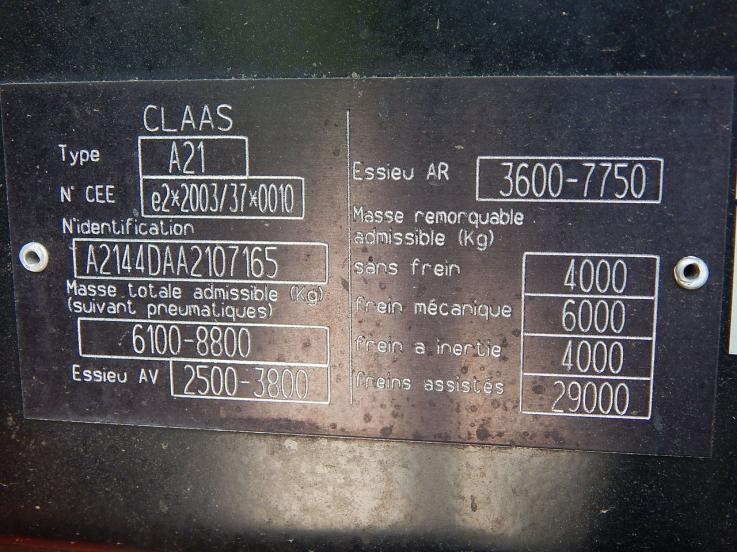 CLAAS
Type A21
N° CEE e2*2003/37*0010
N°identification
A2144DAA2107165
Masse totale admissible (Kg)
(suivant pneumatiques)
6100-8800
Essieu AV 2500-3800
Essieu AR 3600-7750
Masse remorquable
admissible (Kg)
sans frein 4000
frein mécanique 6000
frein a inertie 4000
freins assistés 29000